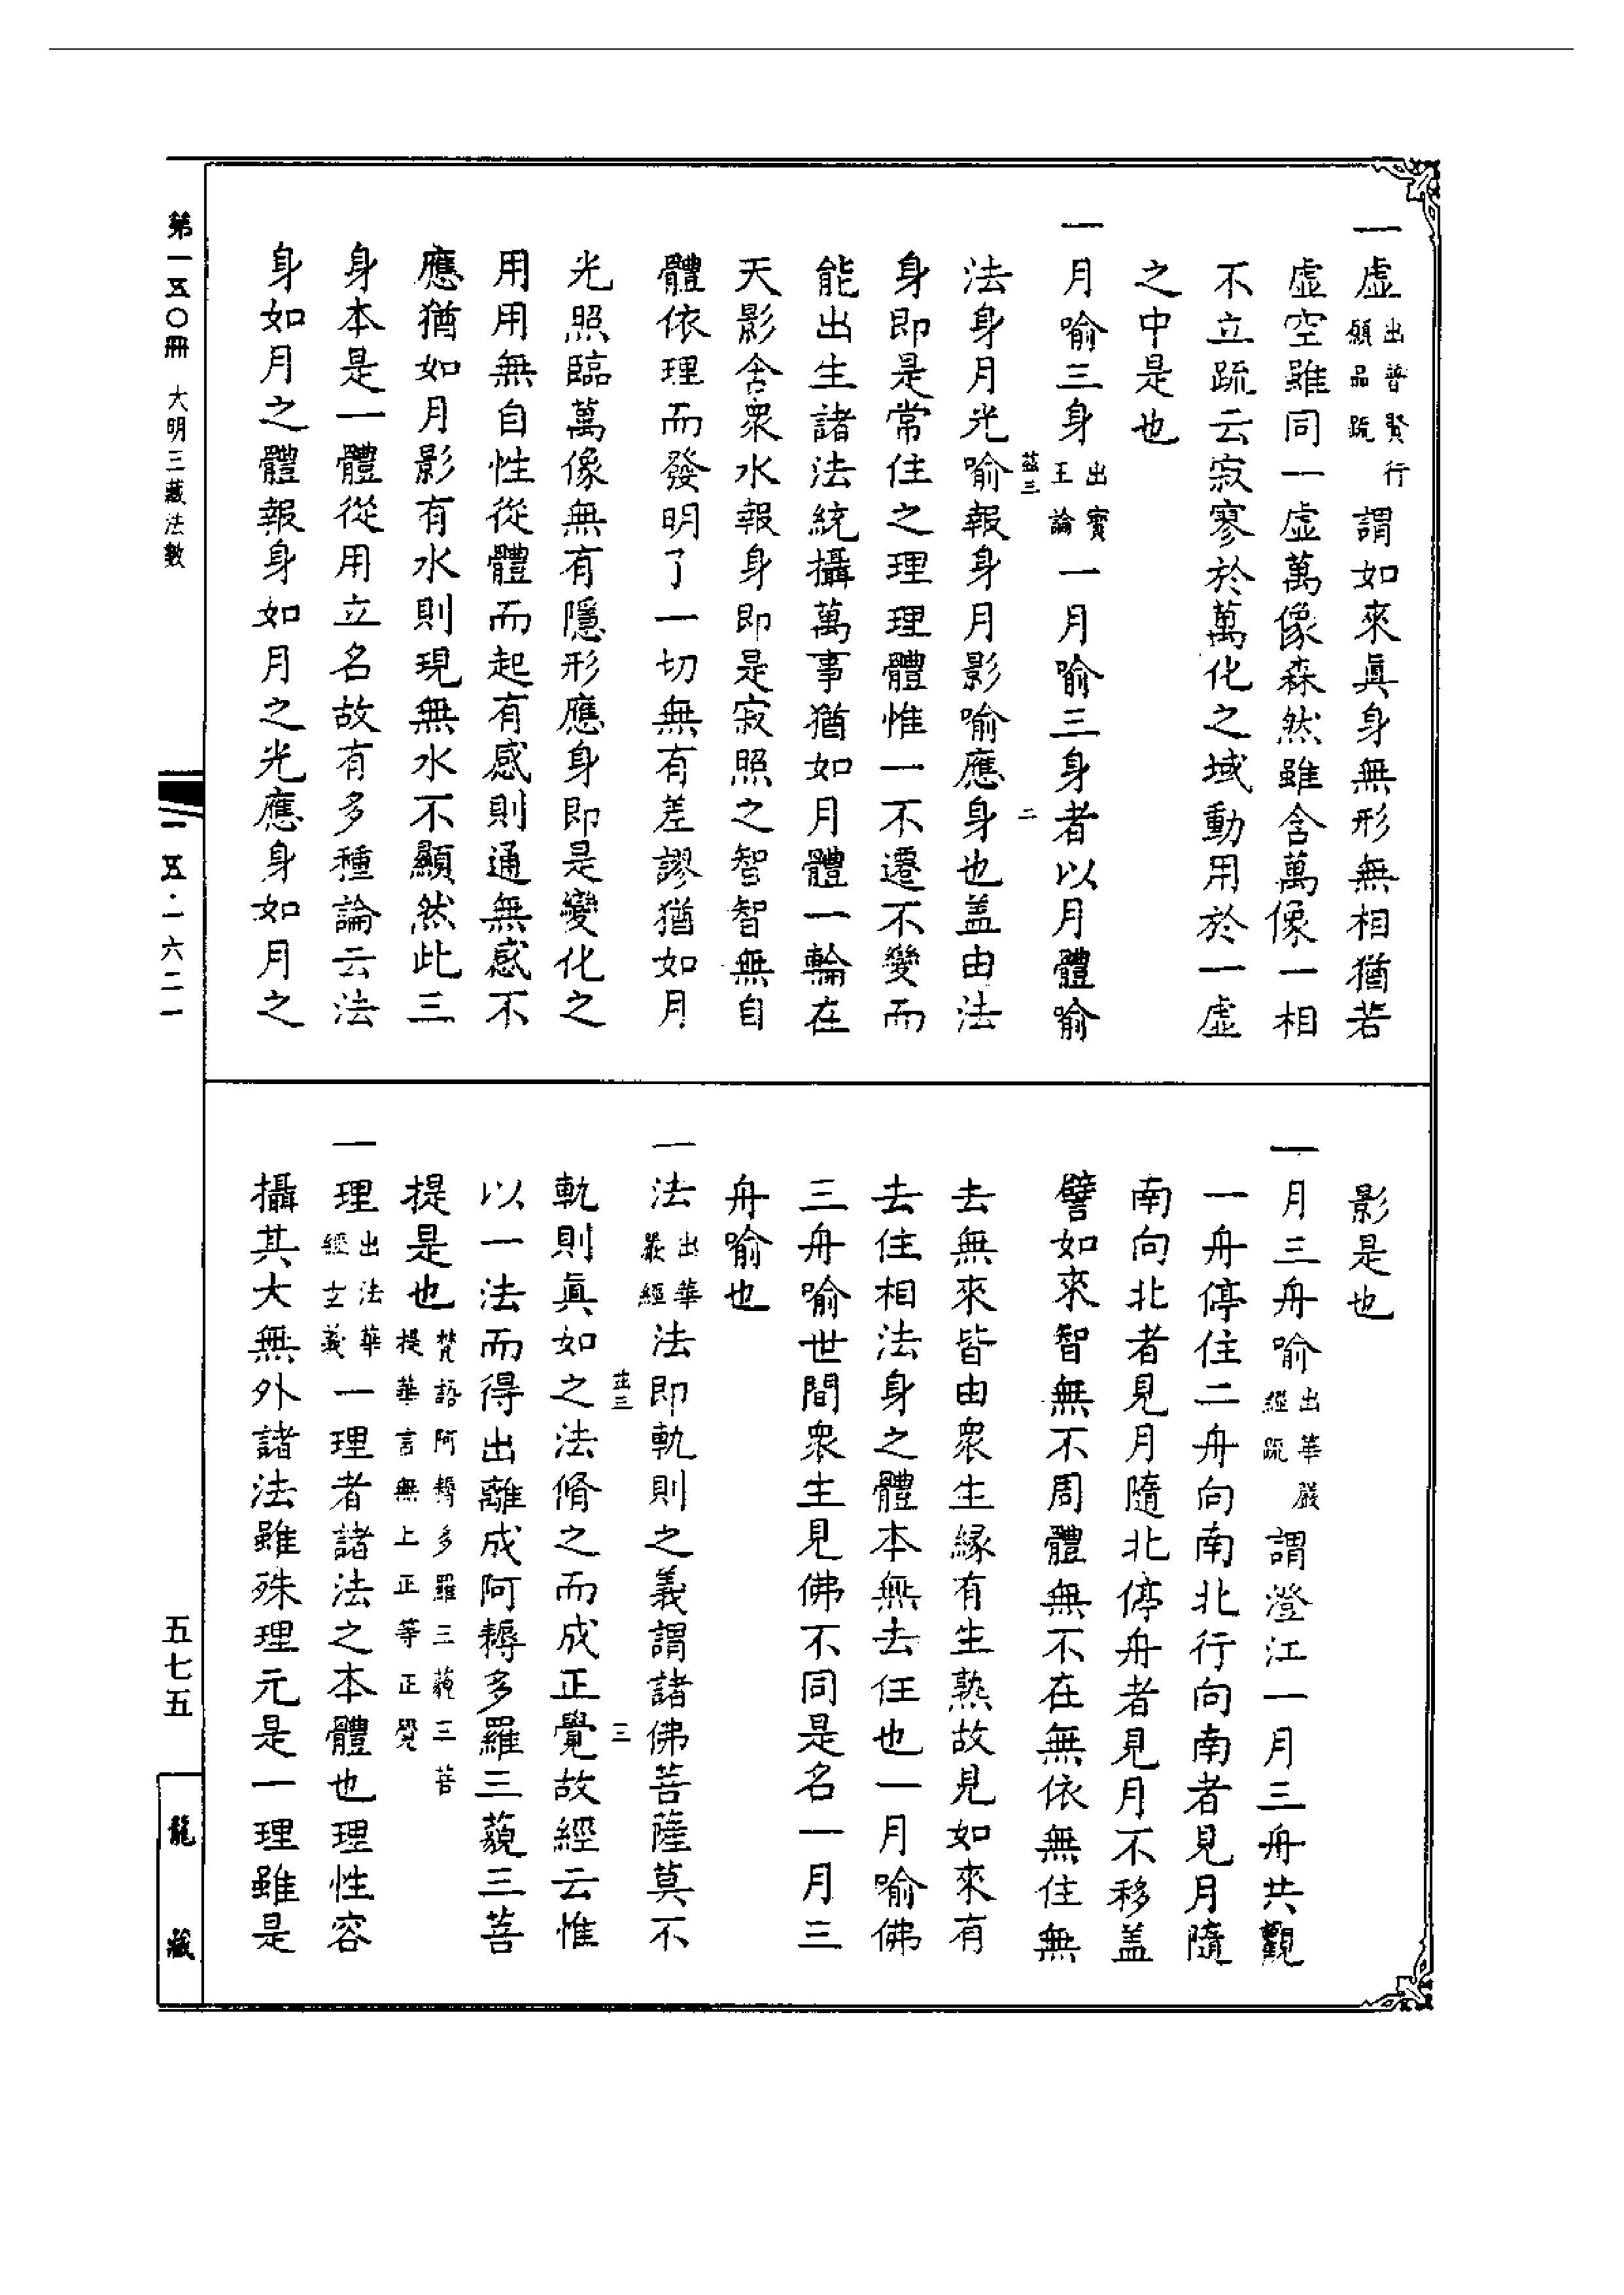 一虛出普賢行願品疏謂如來眞身無形無相猶若
虛空雖同一虛萬像森然雖含萬像一相
不立疏云寂寥於萬化之域動用於一虛
之中是也
一月喻三身出寶王論一月喻三身者以月體喻
茲三 二
法身月光喻報身月影喻應身也盖由法
身即是常住之理理體惟一不遷不變而
能出生諸法統攝萬事猶如月體一輪在
天影含衆水報身即是寂照之智智無自
體依理而發明了一切無有差謬猶如月
光照臨萬像無有隱形應身即是變化之
用用無自性從體而起有感則通無感不
應猶如月影有水則現無水不顯然此三
身本是一體從用立名故有多種論云法
身如月之體報身如月之光應身如月之
影是也
一月三舟喻出華嚴經疏謂澄江一月三舟共觀
一舟停住二舟向南北行向南者見月隨
南向北者見月隨北停舟者見月不移盖
譬如來智無不周體無不在無依無住無
去無來皆由衆生緣有生熟故見如來有
去住相法身之體本無去住也一月喻佛
三舟喻世間衆生見佛不同是名一月三
舟喻也
一法出華嚴經法即軌則之義謂諸佛菩薩莫不
茲三 三
軌則眞如之法脩之而成正覺故經云惟
以一法而得出離成阿耨多羅三藐三菩
提是也梵語阿耨多羅三藐三菩提華言無上正等正覺
一理出法華經玄義一理者諸法之本體也理性容
攝其大無外諸法雖殊理元是一理雖是
第一五〇冊 大明三藏法數
一五·一六二一
五七五
龍藏